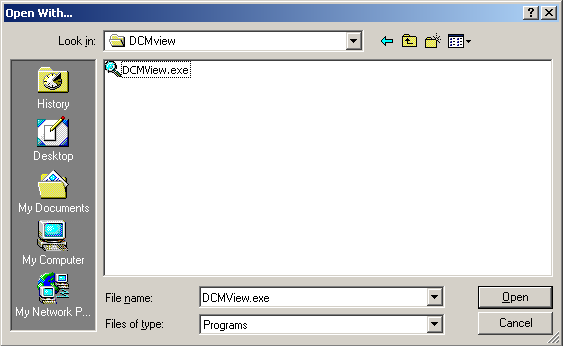 Open With...
Look in: DCMview
DCMView.exe
History
Desktop
My Documents
My Computer
My Network P...
File name: DCMView.exe Open
Files of type: Programs Cancel